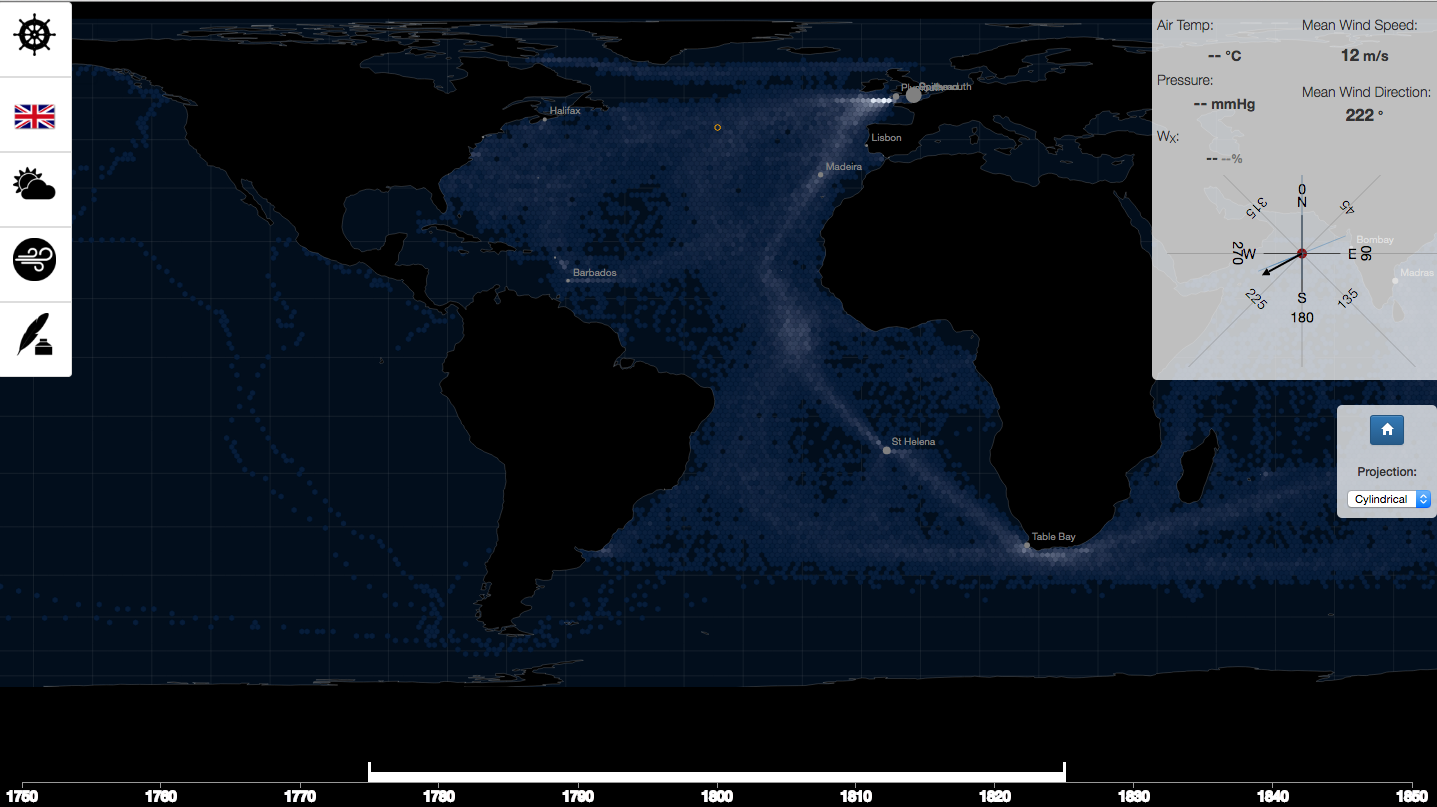 Air Temp:
Mean Wind Speed:
-- °C
12 m/s
Pressure:
Mean Wind Direction:
-- mmHg
222 °
Wx:
-- --%
0
N
315
45
270
W
E
90
225
135
S
180
Bombay
Madras
Halifax
Lisbon
Madeira
Barbados
St Helena
Table Bay
Projection:
Cylindrical
1750
1760
1770
1780
1790
1800
1810
1820
1830
1840
1850